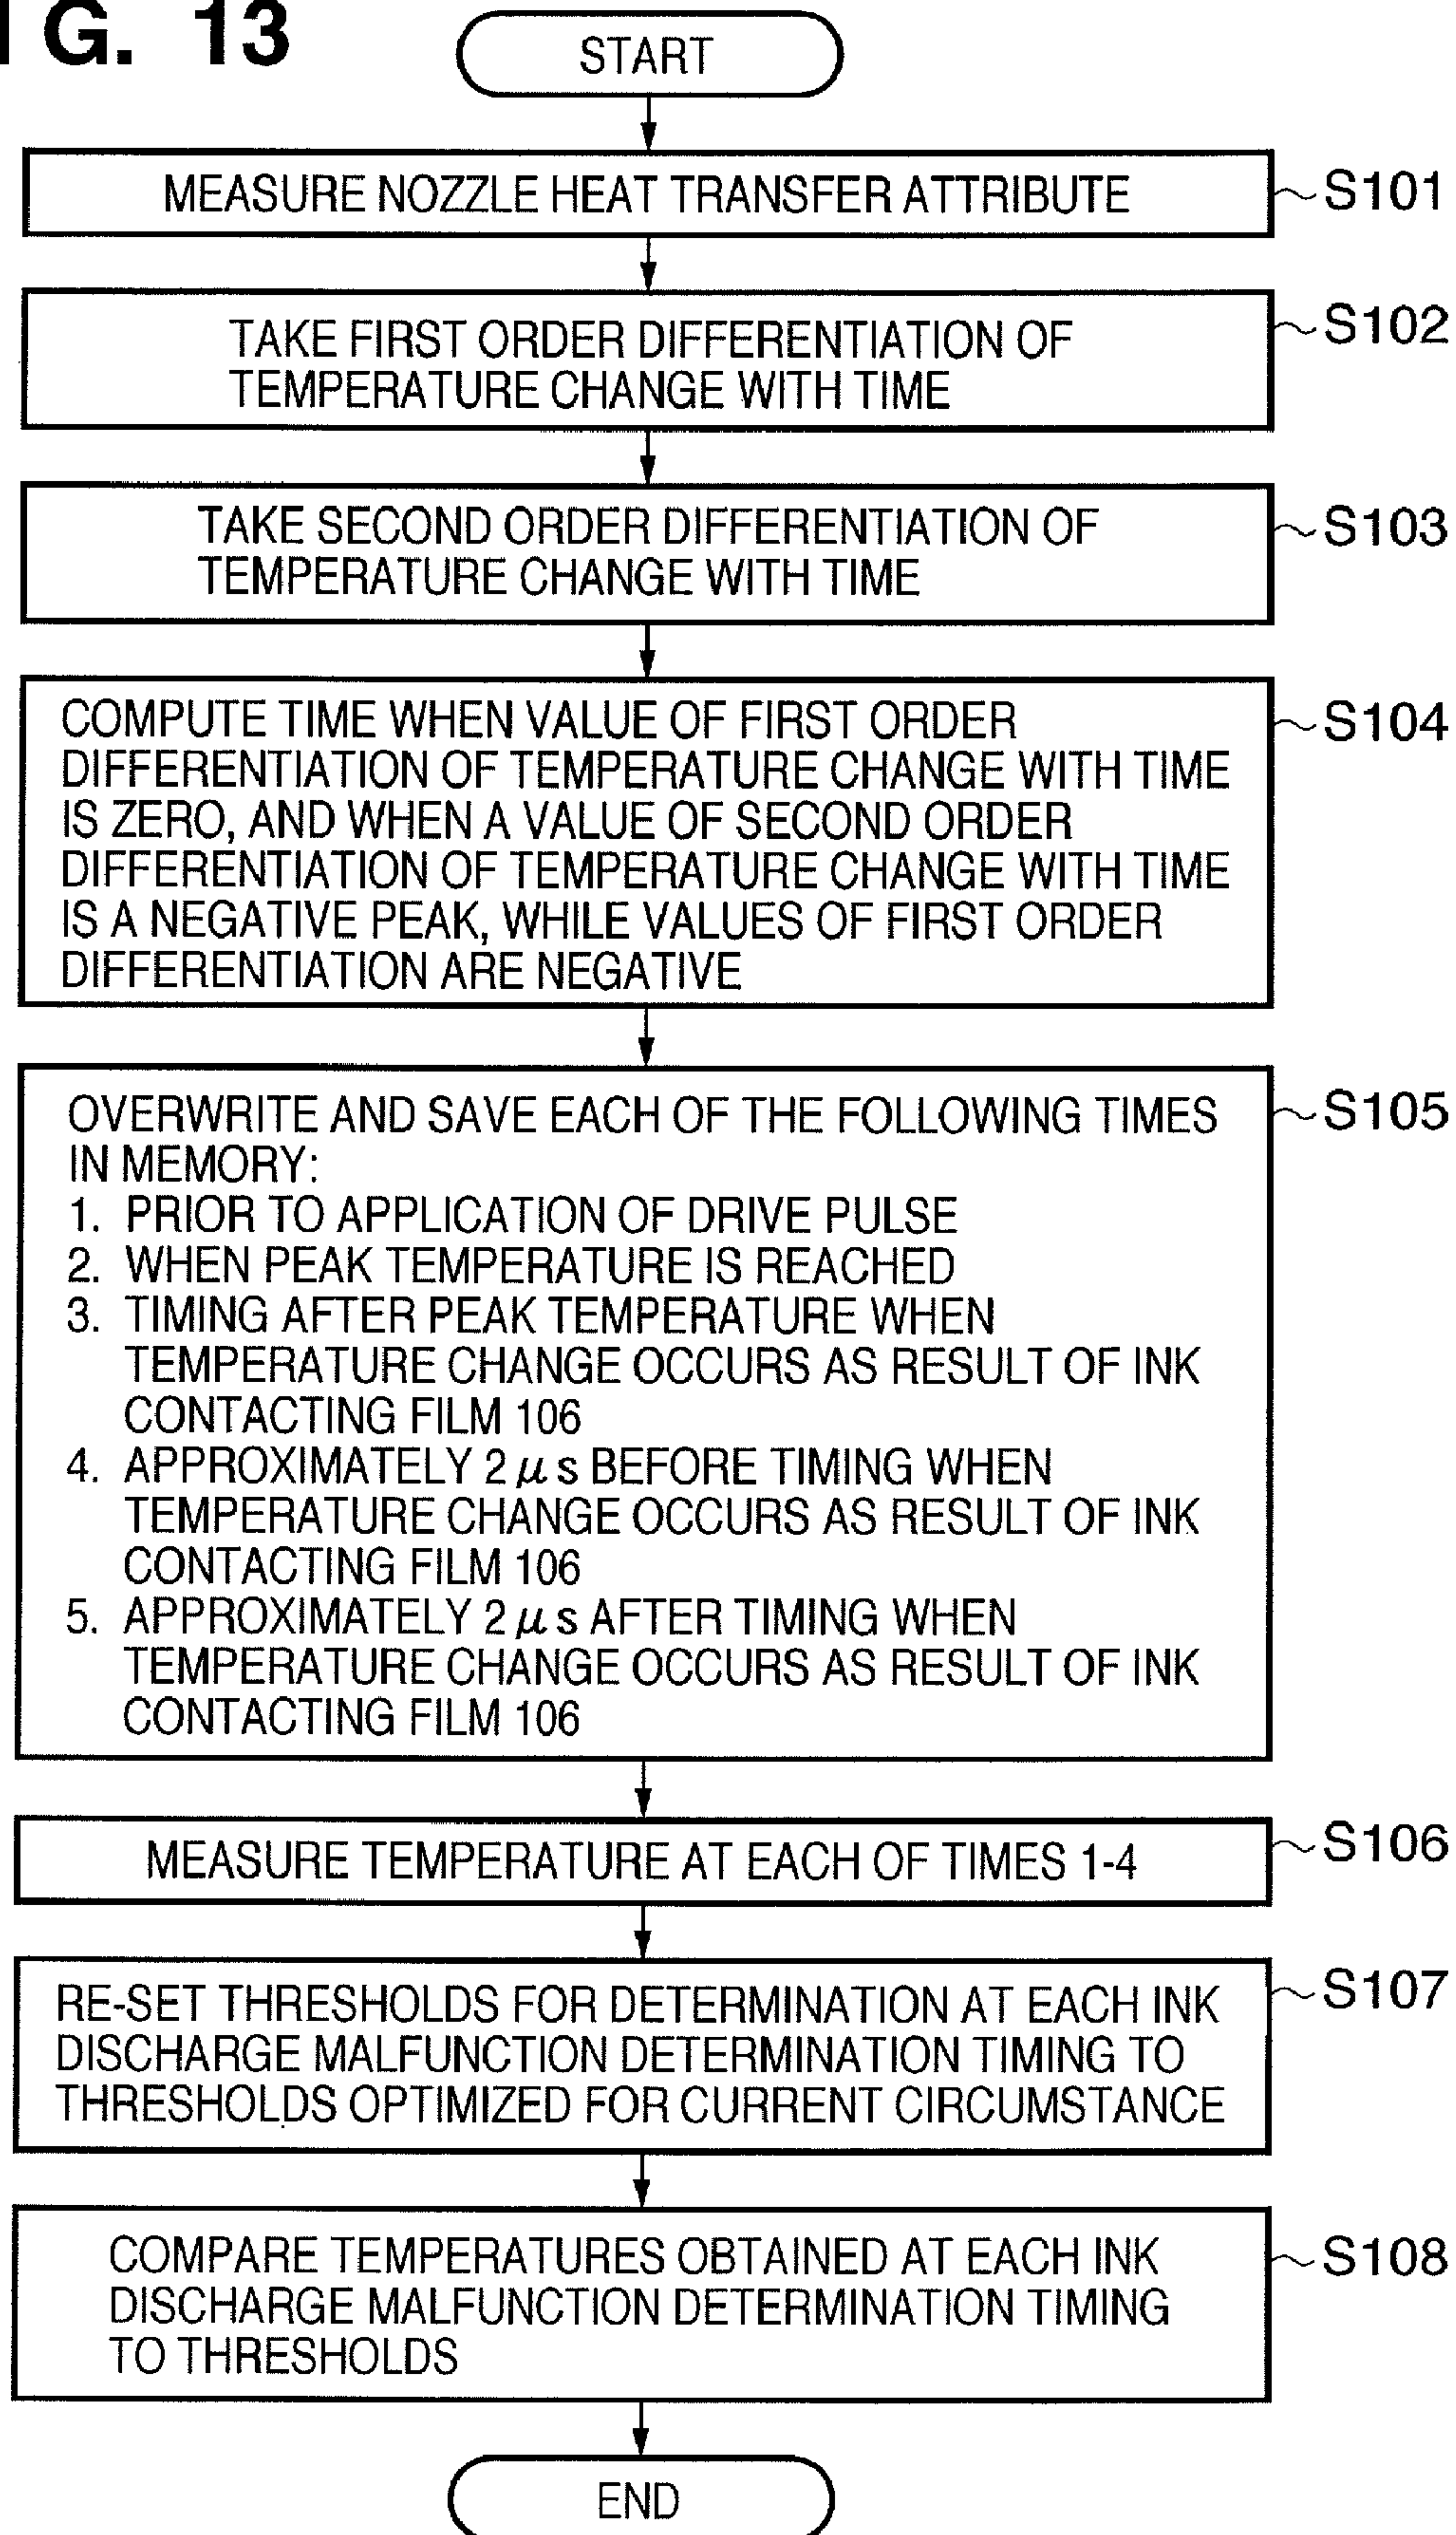 IG. 13
START
MEASURE NOZZLE HEAT TRANSFER ATTRIBUTE
S101
TAKE FIRST ORDER DIFFERENTIATION OF
TEMPERATURE CHANGE WITH TIME
S102
TAKE SECOND ORDER DIFFERENTIATION OF
TEMPERATURE CHANGE WITH TIME
S103
COMPUTE TIME WHEN VALUE OF FIRST ORDER
DIFFERENTIATION OF TEMPERATURE CHANGE WITH TIME
IS ZERO, AND WHEN A VALUE OF SECOND ORDER
DIFFERENTIATION OF TEMPERATURE CHANGE WITH TIME
IS A NEGATIVE PEAK, WHILE VALUES OF FIRST ORDER
DIFFERENTIATION ARE NEGATIVE
S104
OVERWRITE AND SAVE EACH OF THE FOLLOWING TIMES
IN MEMORY:
1. PRIOR TO APPLICATION OF DRIVE PULSE
2. WHEN PEAK TEMPERATURE IS REACHED
3. TIMING AFTER PEAK TEMPERATURE WHEN
TEMPERATURE CHANGE OCCURS AS RESULT OF INK
CONTACTING FILM 106
4. APPROXIMATELY 2 μs BEFORE TIMING WHEN
TEMPERATURE CHANGE OCCURS AS RESULT OF INK
CONTACTING FILM 106
5. APPROXIMATELY 2 μs AFTER TIMING WHEN
TEMPERATURE CHANGE OCCURS AS RESULT OF INK
CONTACTING FILM 106
S105
MEASURE TEMPERATURE AT EACH OF TIMES 1-4
S106
RE-SET THRESHOLDS FOR DETERMINATION AT EACH INK
DISCHARGE MALFUNCTION DETERMINATION TIMING TO
THRESHOLDS OPTIMIZED FOR CURRENT CIRCUMSTANCE
S107
COMPARE TEMPERATURES OBTAINED AT EACH INK
DISCHARGE MALFUNCTION DETERMINATION TIMING
TO THRESHOLDS
S108
END